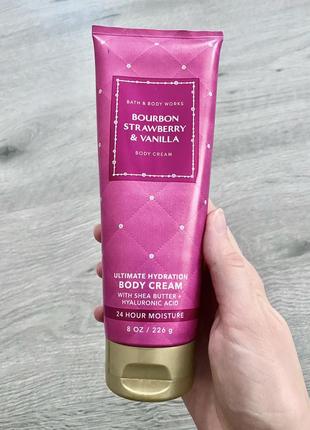 BATH & BODY WORKS
BOURBON
STRAWBERRY
& VANILLA
BODY CREAM
ULTIMATE HYDRATION
BODY CREAM
WITH SHEA BUTTER +
HYALURONIC ACID
24 HOUR MOISTURE
8 OZ / 226 g